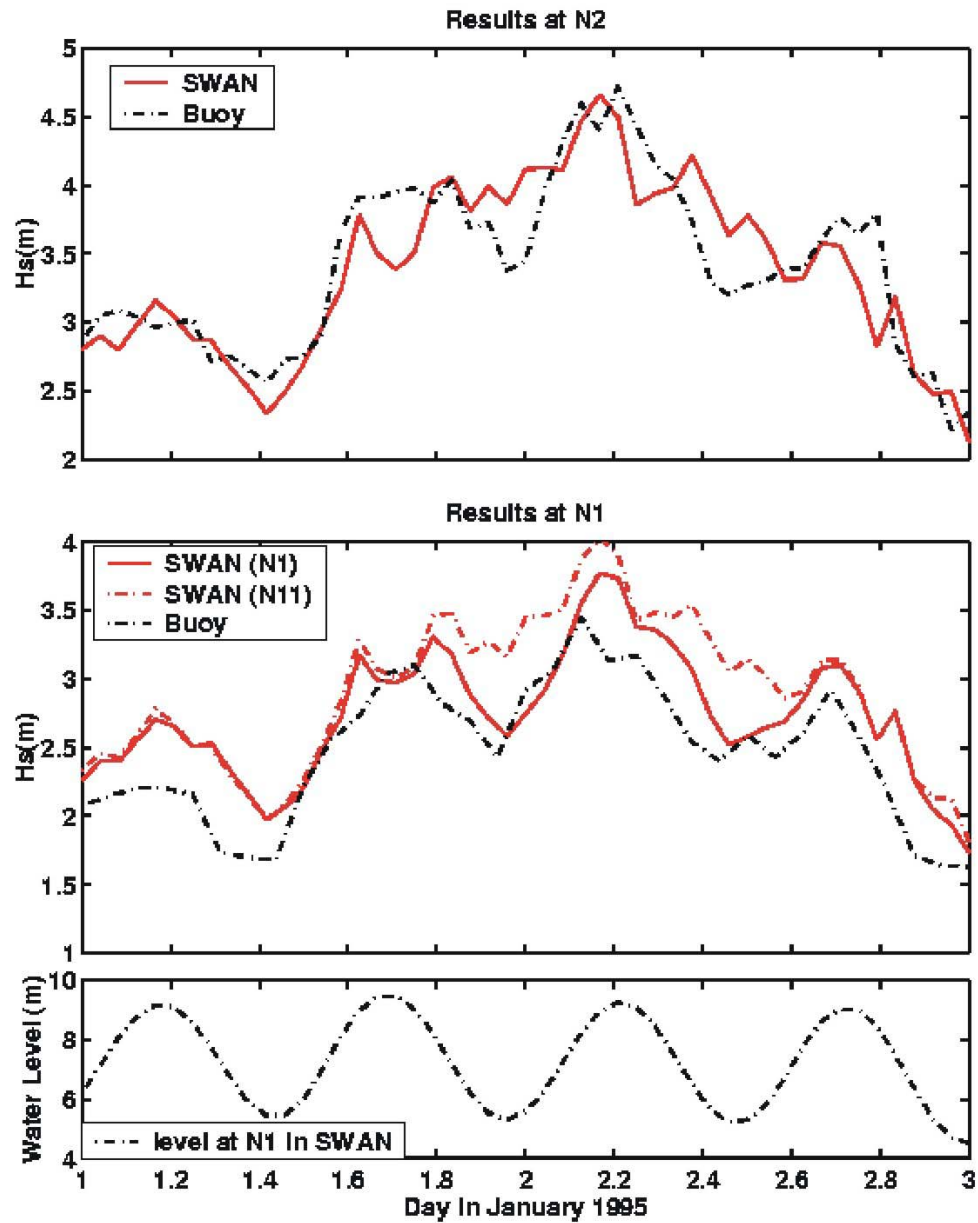 Results at N2
5
4.5
4
3.5
3
2.5
2
Hs(m)
SWAN
Buoy
Results at N1
4
3.5
3
2.5
2
1.5
1
Hs(m)
SWAN (N1)
SWAN (N11)
Buoy
10
8
6
4
Water Level (m)
level at N1 in SWAN
1 1.2 1.4 1.6 1.8 2 2.2 2.4 2.6 2.8 3
Day in January 1995